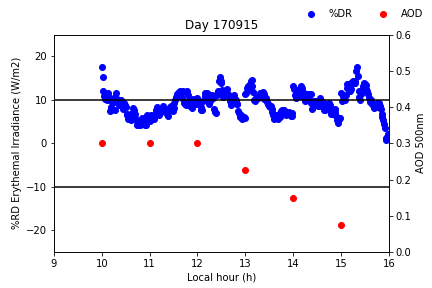 %DR AOD
Day 170915
%RD Erythemal Irradiance (W/m2)
20
10
0
−10
−20
0.6
0.5
0.4
0.3
0.2
0.1
0.0
AOD 500nm
9 10 11 12 13 14 15 16
Local hour (h)